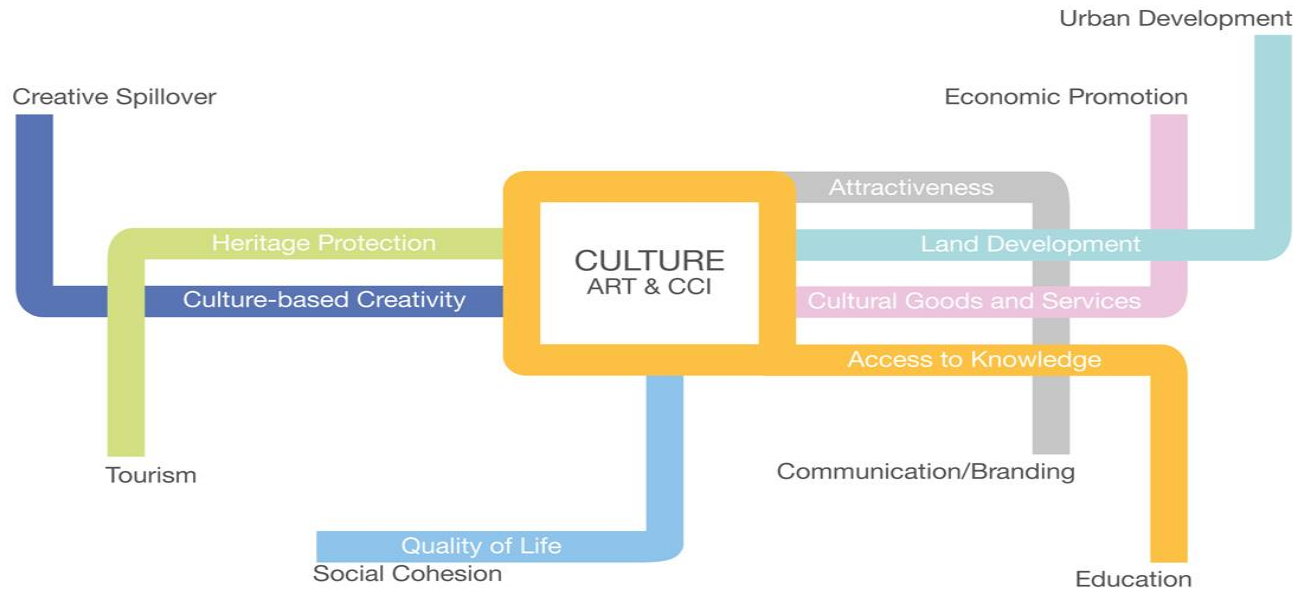 Urban Development
Creative Spillover
Economic Promotion
Attractiveness
Heritage Protection
Land Development
CULTURE
ART & CCI
Culture-based Creativity
Cultural Goods and Services
Access to Knowledge
Tourism
Communication/Branding
Quality of Life
Social Cohesion
Education